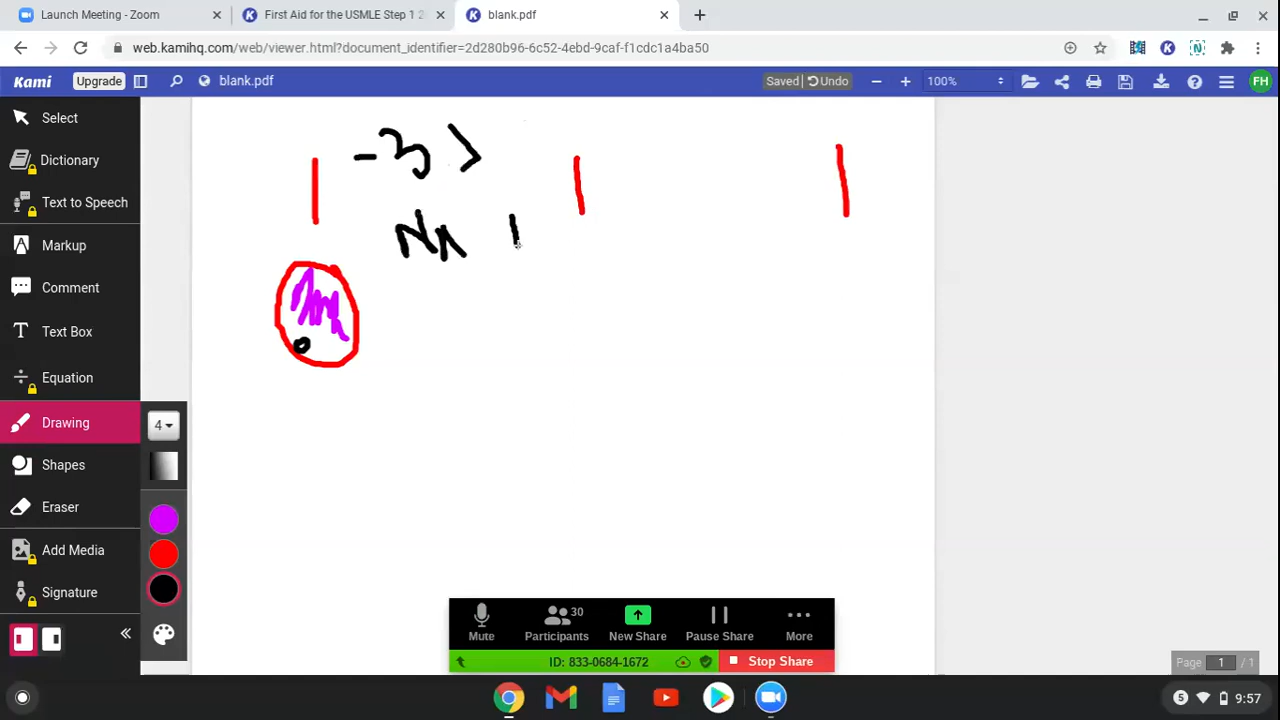 Launch Meeting - Zoom
First Aid for the USMLE Step 1 2
blank.pdf
web.kamihq.com/web/viewer.html?document_identifier=2d280b96-6c52-4ebd-9caf-f1cdc1a4ba50
Kami Upgrade blank.pdf Saved Undo 100% FH
Select
Dictionary
Text to Speech
Markup
Comment
Text Box
Equation
Drawing
4
Shapes
Eraser
Add Media
Signature
-3 >
Mute
Participants 30
New Share
Pause Share
More
ID: 833-0684-1672
Stop Share
Page 1 / 1
5 9:57